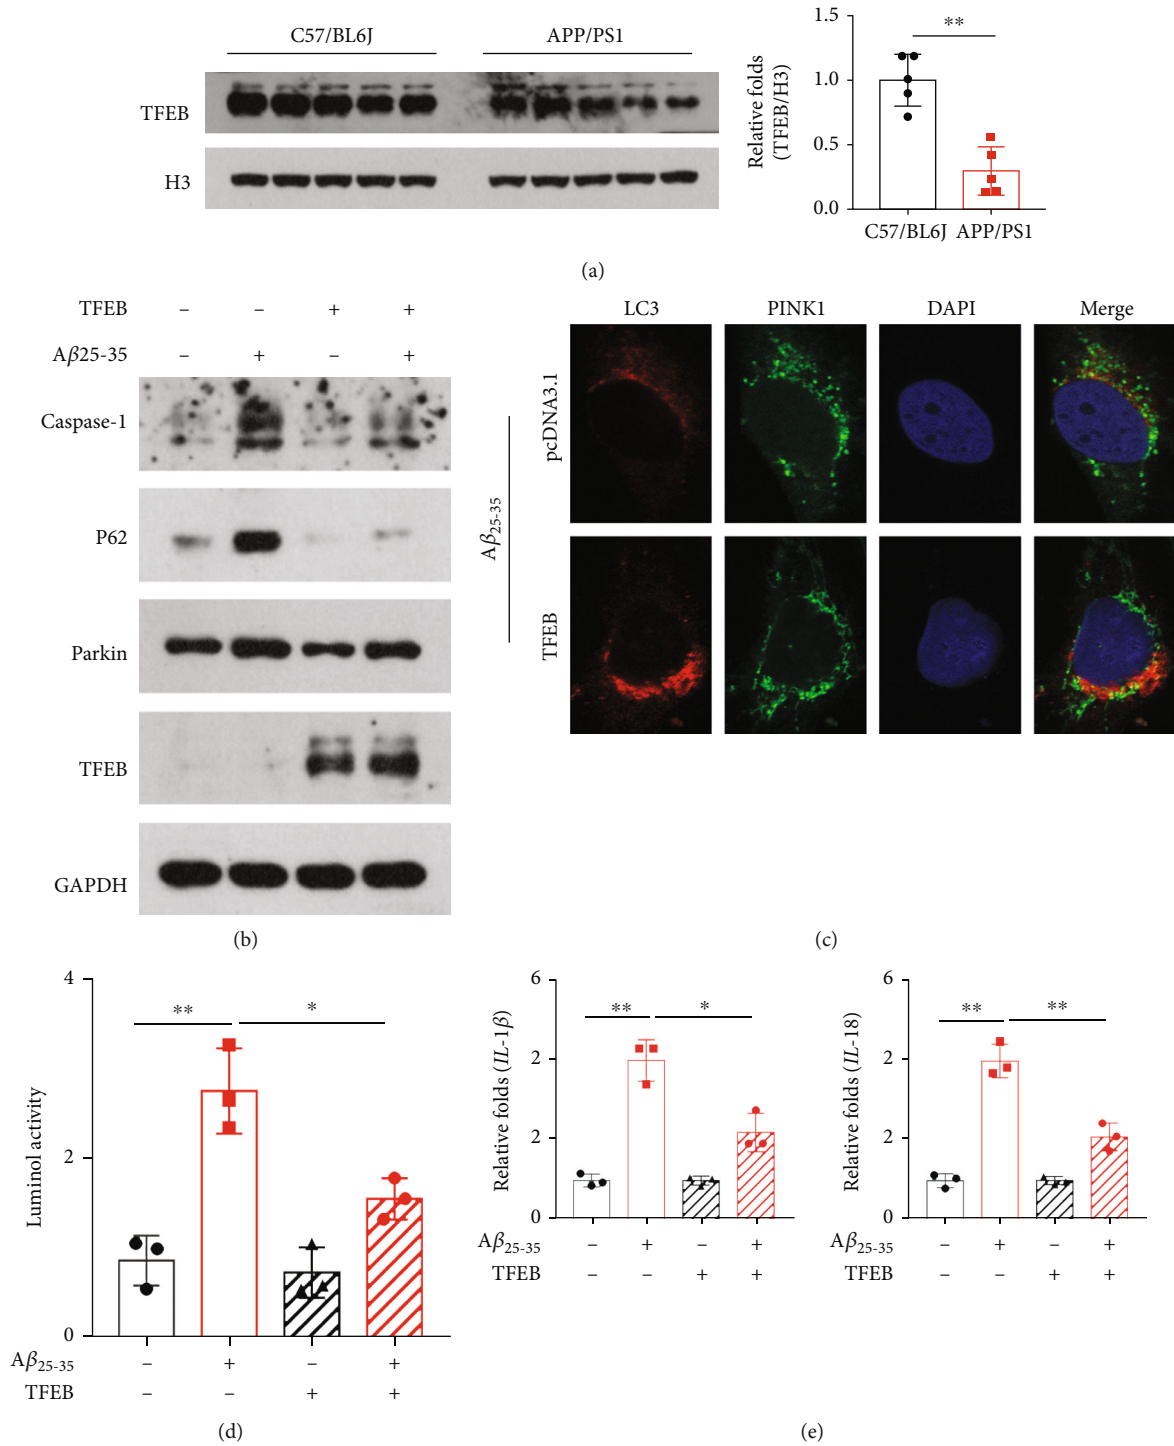 C57/BL6J APP/PS1
TFEB
H3
Relative folds
(TFEB/H3)
1.5
1.0
0.5
0.0
**
C57/BL6J APP/PS1
(a)
TFEB – – + +
Aβ25-35 – + – +
Caspase-1
P62
Parkin
TFEB
GAPDH
(b)
LC3 PINK1 DAPI Merge
Aβ25-35
pcDNA3.1
TFEB
(c)
Luminol activity
4
2
0
** *
Aβ25-35 – + – +
TFEB – – + +
(d)
Relative folds (IL-1β)
6
2
2
0
** *
Aβ25-35 – + – +
TFEB – – + +
Relative folds (IL-18)
6
2
2
0
** **
Aβ25-35 – + – +
TFEB – – + +
(e)